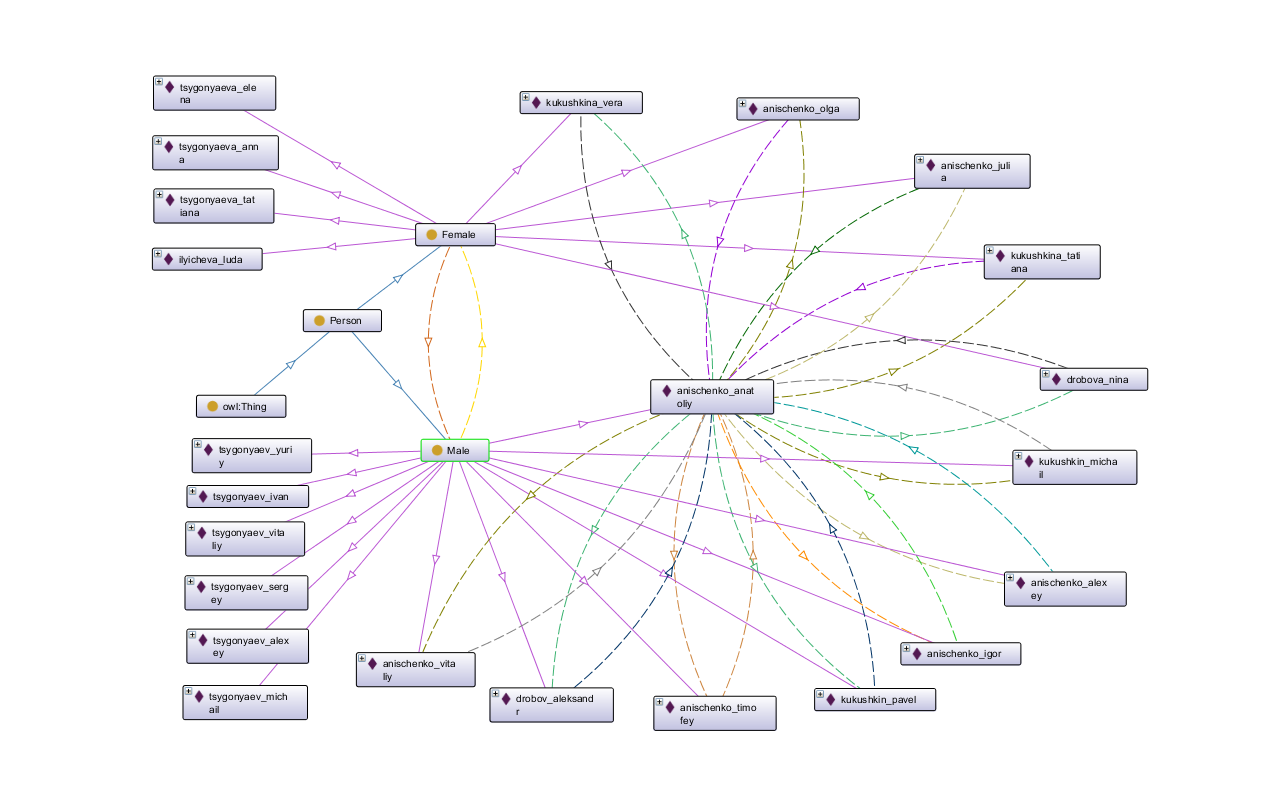 tsygonyaeva_ele
na
kukushkina_vera
anischenko_olga
tsygonyaeva_ann
a
anischenko_juli
a
tsygonyaeva_tat
iana
Female
ilyicheva_luda
kukushkina_tati
ana
Person
drobova_nina
anischenko_anat
oliy
owl:Thing
tsygonyaev_yuri
y
Male
kukushkin_micha
il
tsygonyaev_ivan
tsygonyaev_vita
liy
tsygonyaev_serg
ey
anischenko_alex
ey
tsygonyaev_alex
ey
anischenko_igor
anischenko_vita
liy
tsygonyaev_mich
ail
drobov_aleksand
r
anischenko_timo
fey
kukushkin_pavel